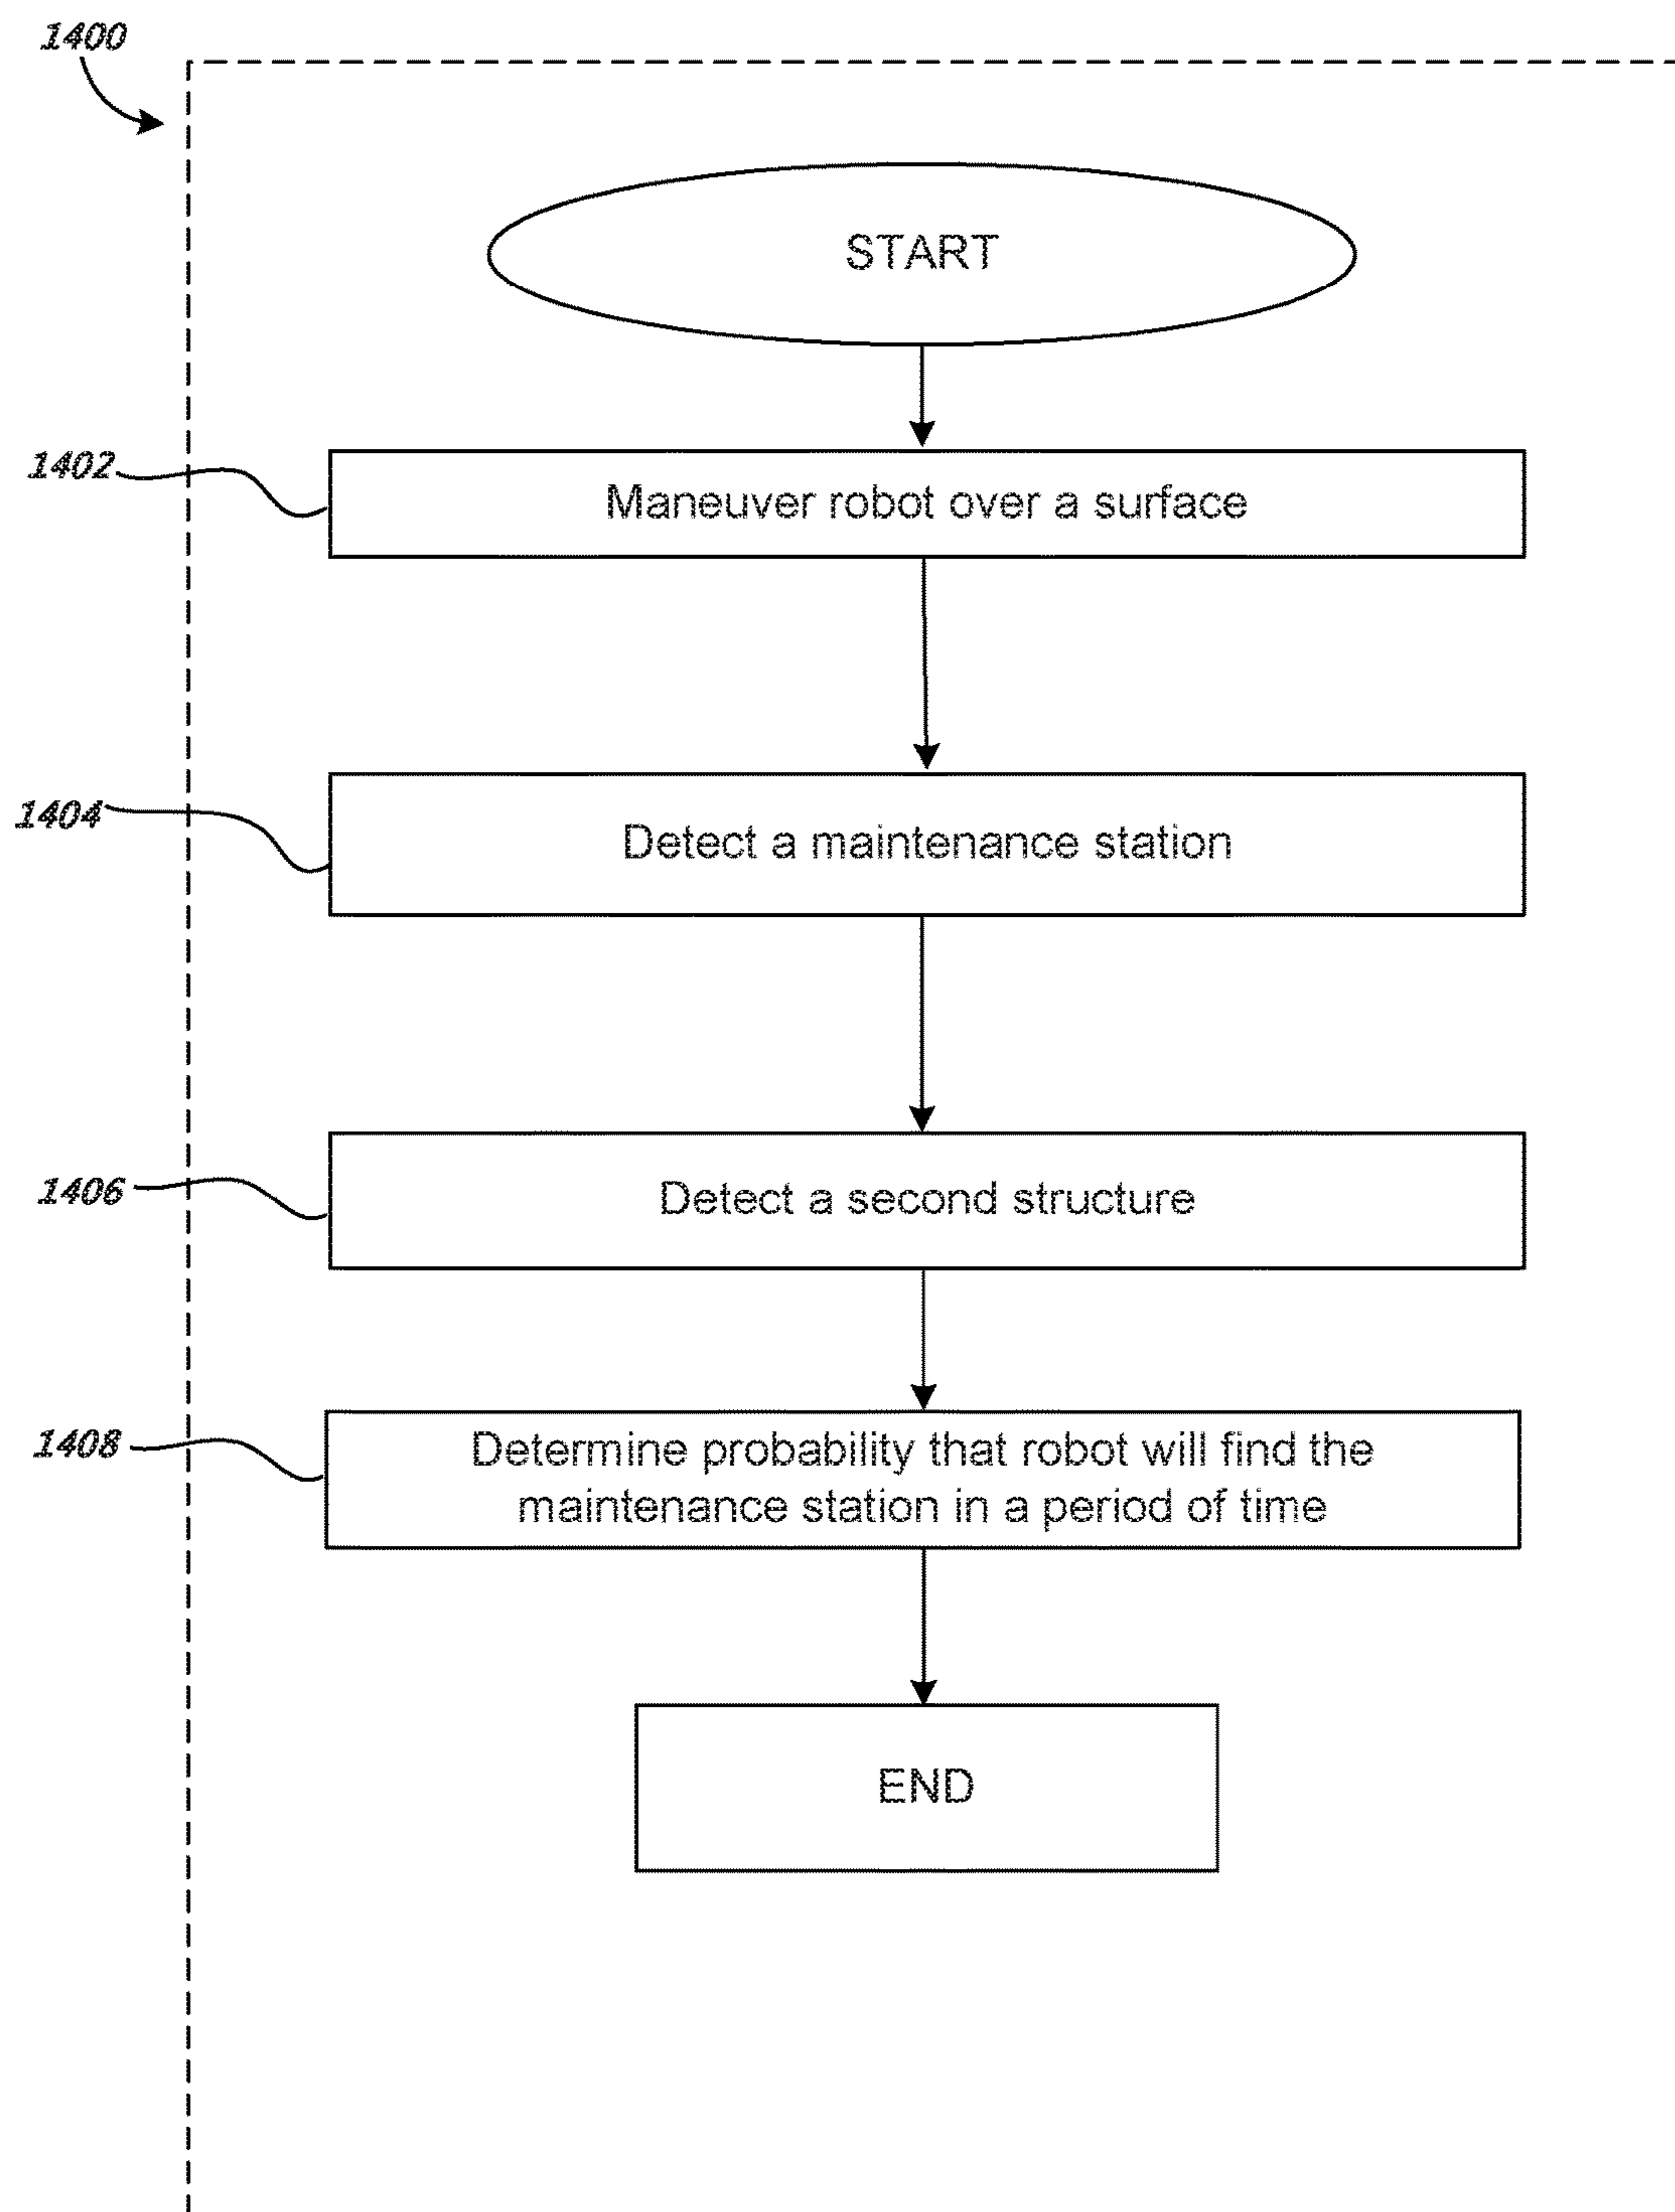 1400
START
1402
Maneuver robot over a surface
1404
Detect a maintenance station
1406
Detect a second structure
1408
Determine probability that robot will find the
maintenance station in a period of time
END